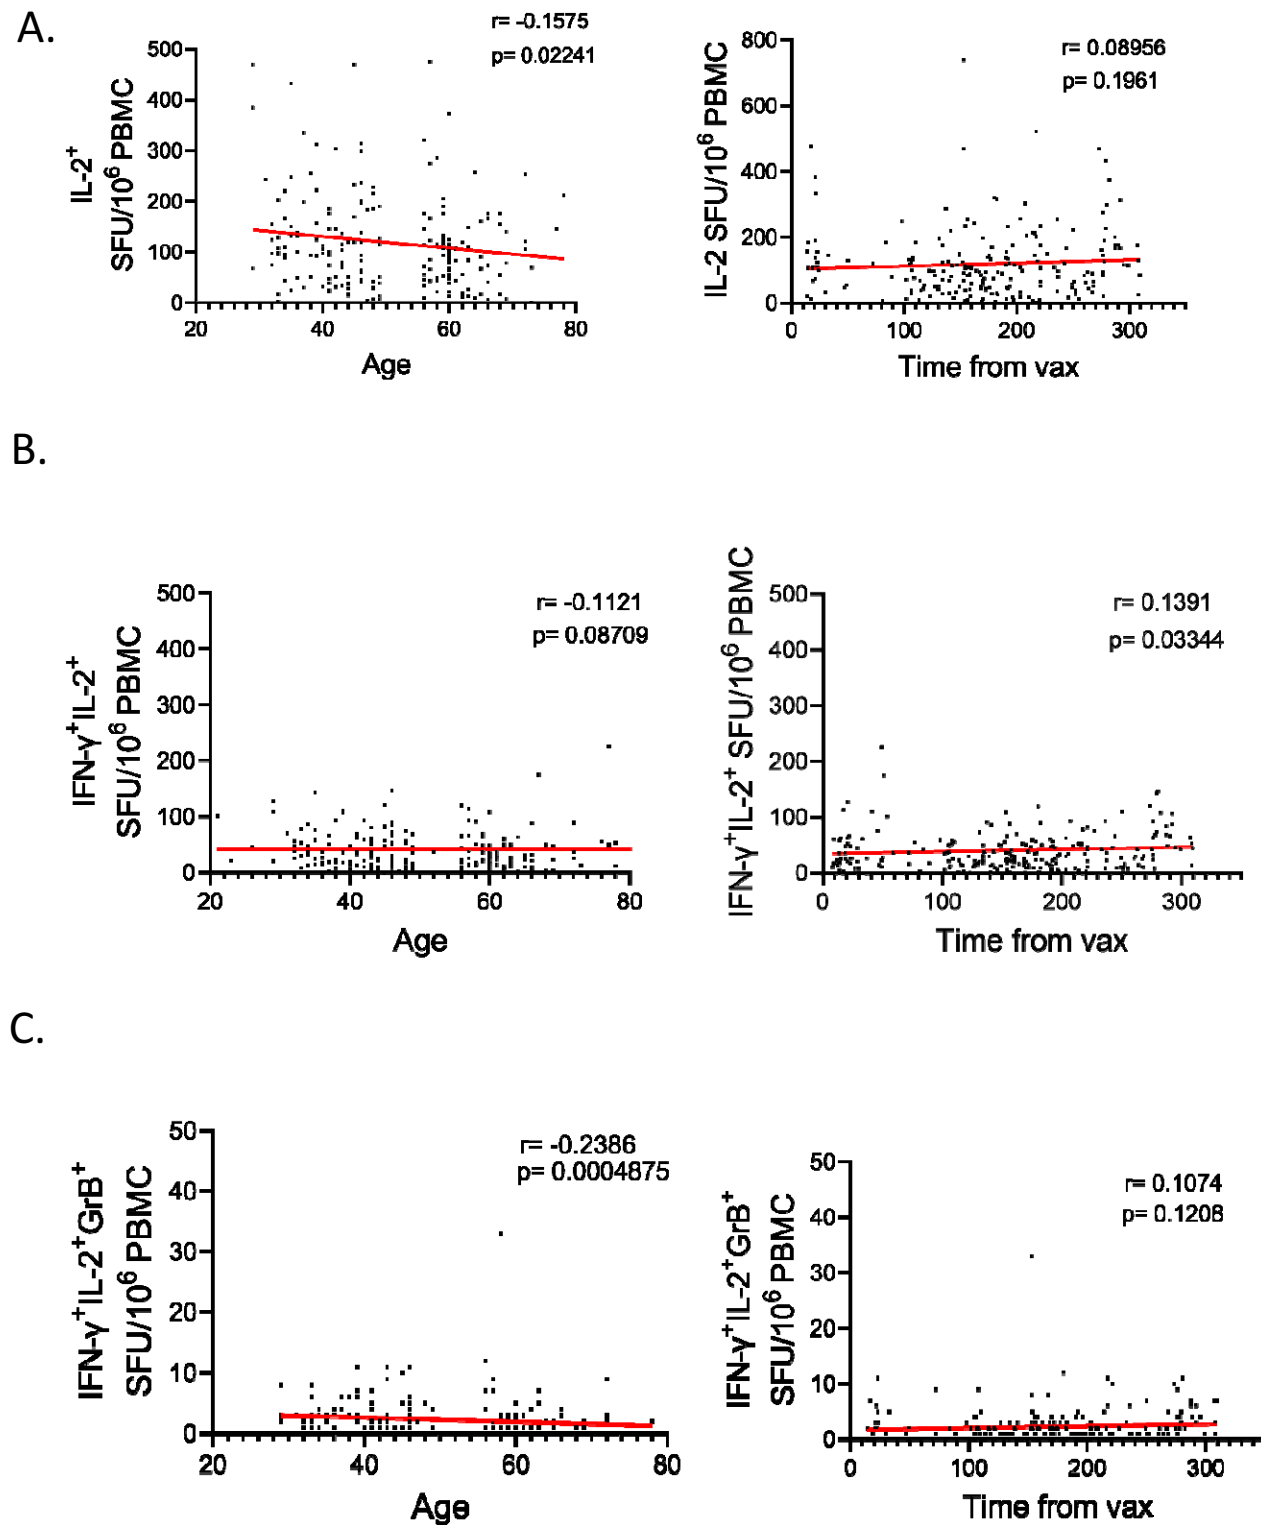 A.
r= -0.1575
p= 0.02241
IL-2⁺
SFU/10⁶ PBMC
500
400
300
200
100
0
20 40 60 80
Age
r= 0.08956
p= 0.1961
IL-2 SFU/10⁶ PBMC
800
600
400
200
0
0 100 200 300
Time from vax
B.
r= -0.1121
p= 0.08709
IFN-γ⁺IL-2⁺
SFU/10⁶ PBMC
500
400
300
200
100
0
20 40 60 80
Age
r= 0.1391
p= 0.03344
IFN-γ⁺IL-2⁺ SFU/10⁶ PBMC
500
400
300
200
100
0
0 100 200 300
Time from vax
C.
r= -0.2386
p= 0.0004875
IFN-γ⁺IL-2⁺GrB⁺
SFU/10⁶ PBMC
50
40
30
20
10
0
20 40 60 80
Age
r= 0.1074
p= 0.1208
IFN-γ⁺IL-2⁺GrB⁺
SFU/10⁶ PBMC
50
40
30
20
10
0
0 100 200 300
Time from vax